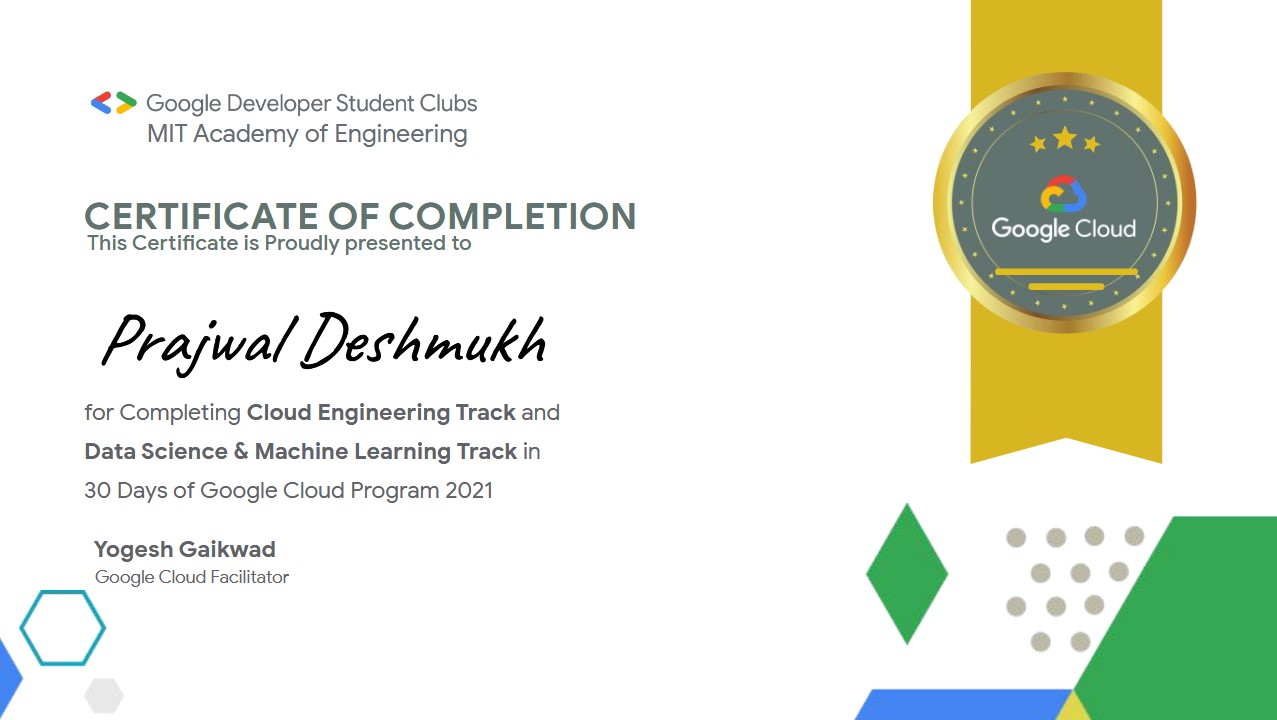 Google Developer Student Clubs
MIT Academy of Engineering
CERTIFICATE OF COMPLETION
This Certificate is Proudly presented to
Prajwal Deshmukh
for Completing Cloud Engineering Track and
Data Science & Machine Learning Track in
30 Days of Google Cloud Program 2021
Yogesh Gaikwad
Google Cloud Facilitator
Google Cloud